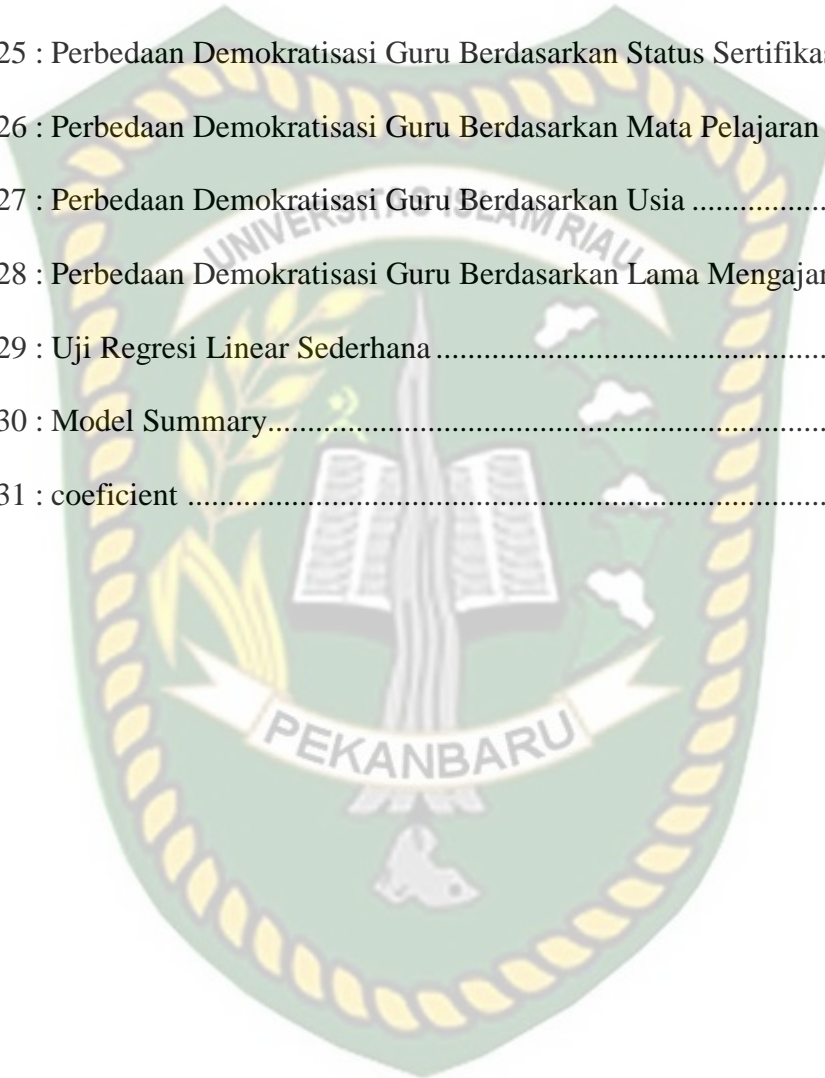 25 : Perbedaan Demokratisasi Guru Berdasarkan Status Sertifikas
26 : Perbedaan Demokratisasi Guru Berdasarkan Mata Pelajaran
27 : Perbedaan Demokratisasi Guru Berdasarkan Usia ..................
UNIVERSITAS ISLAM RIAU
28 : Perbedaan Demokratisasi Guru Berdasarkan Lama Mengajar
29 : Uji Regresi Linear Sederhana ....................................................
30 : Model Summary..........................................................................
31 : coeficient ....................................................................................
PEKANBARU